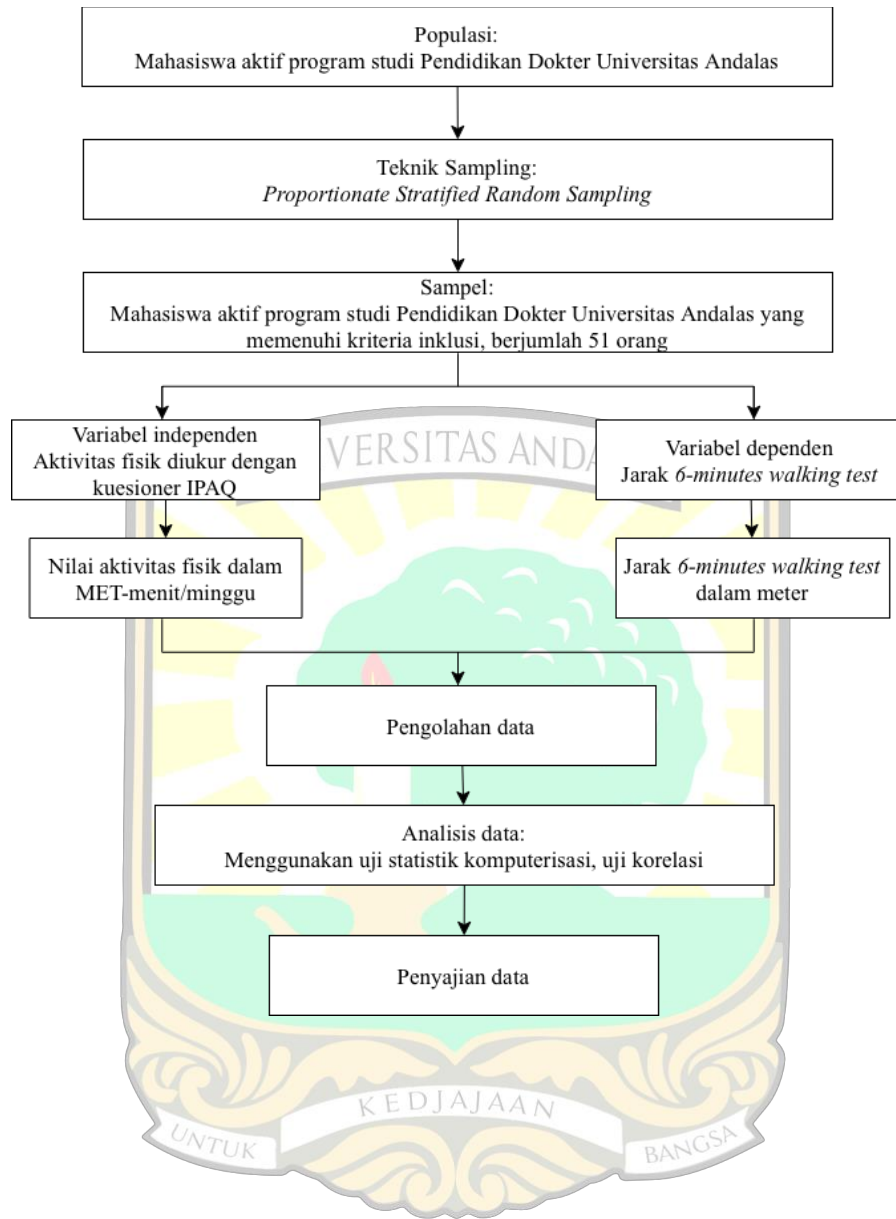 Populasi:
Mahasiswa aktif program studi Pendidikan Dokter Universitas Andalas
Teknik Sampling:
Proportionate Stratified Random Sampling
Sampel:
Mahasiswa aktif program studi Pendidikan Dokter Universitas Andalas yang
memenuhi kriteria inklusi, berjumlah 51 orang
Variabel independen
Aktivitas fisik diukur dengan
kuesioner IPAQ
VERSITAS AND
Variabel dependen
Jarak 6-minutes walking test
Nilai aktivitas fisik dalam
MET-menit/minggu
Jarak 6-minutes walking test
dalam meter
Pengolahan data
Analisis data:
Menggunakan uji statistik komputerisasi, uji korelasi
Penyajian data
UNTUK KEDJAJAAN BANGSA